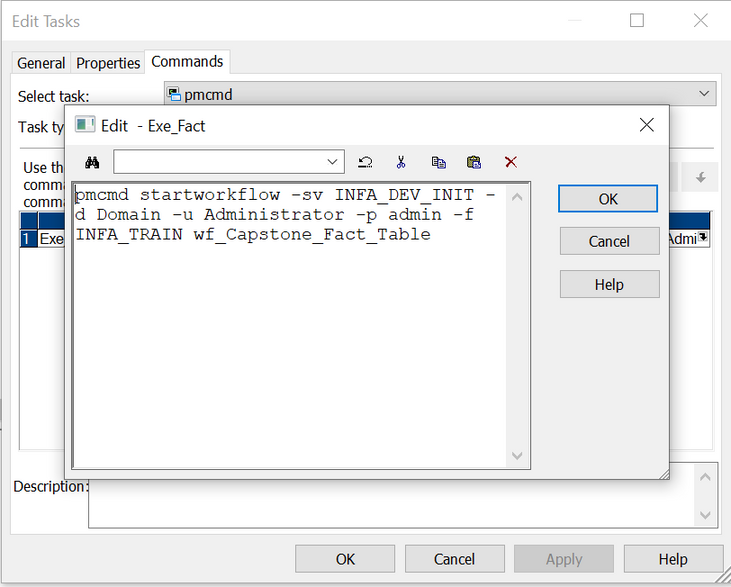 Edit Tasks
General
Properties
Commands
Select task:
pmcmd
Task ty
Edit - Exe_Fact
Use th
comma
comm
pmcmd startworkflow -sv INFA_DEV_INIT -
d Domain -u Administrator -p admin -f
INFA_TRAIN wf_Capstone_Fact_Table
OK
Cancel
Help
1
Exe
Admi
Description:
OK
Cancel
Apply
Help